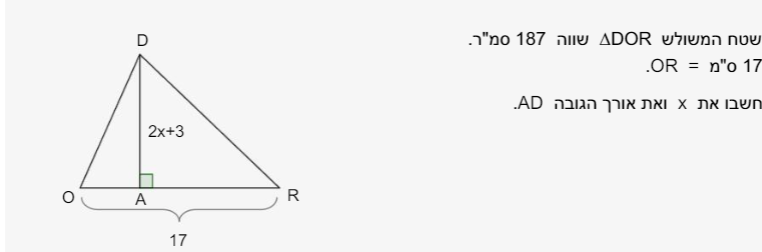 שטח המשולש ΔDOR שווה 187 סמ"ר.
17 ס"מ = OR.
חשבו את x ואת אורך הגובה AD.
D
2x+3
O
A
R
17